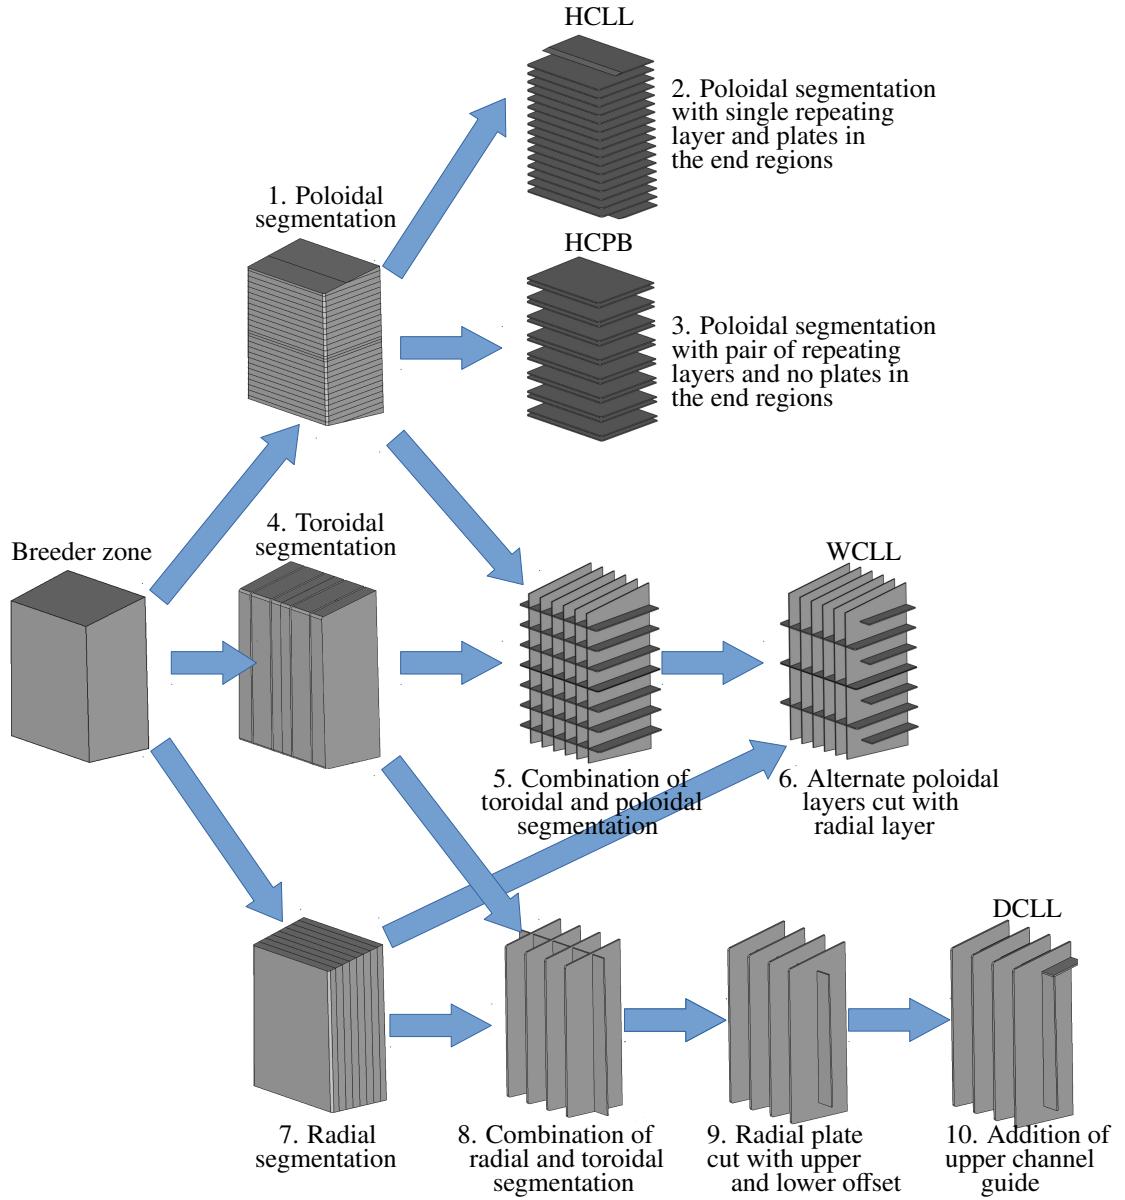 HCLL
2. Poloidal segmentation
with single repeating
layer and plates in
the end regions
1. Poloidal
segmentation
HCPB
3. Poloidal segmentation
with pair of repeating
layers and no plates in
the end regions
4. Toroidal
segmentation
Breeder zone
WCLL
5. Combination of
toroidal and poloidal
segmentation
6. Alternate poloidal
layers cut with
radial layer
DCLL
7. Radial
segmentation
8. Combination of
radial and toroidal
segmentation
9. Radial plate
cut with upper
and lower offset
10. Addition of
upper channel
guide